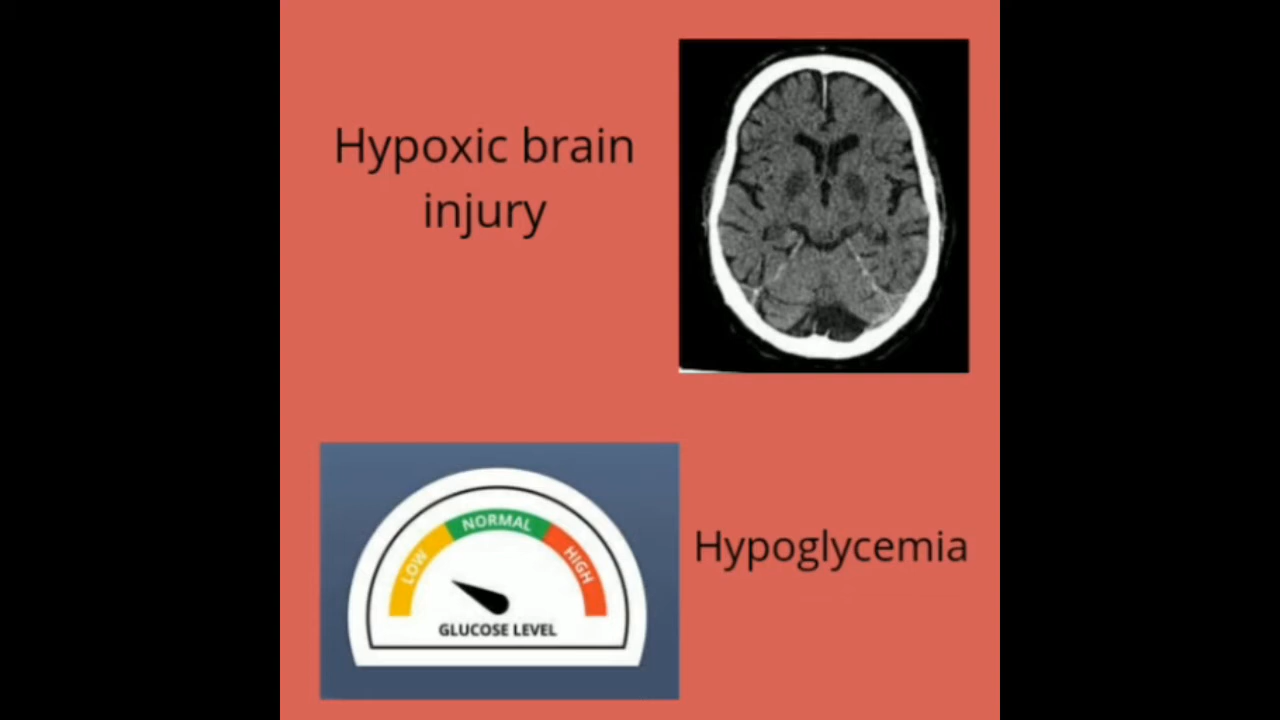 Hypoxic brain
injury
LOW
NORMAL
HIGH
GLUCOSE LEVEL
Hypoglycemia